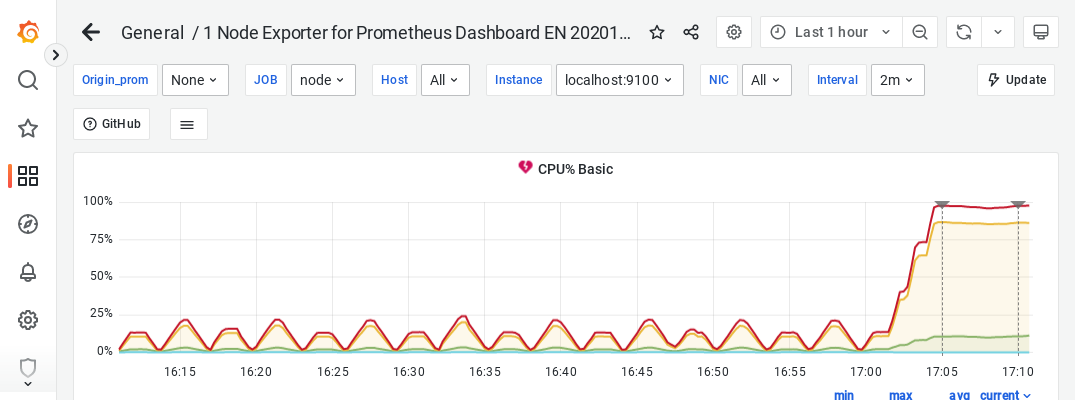 General / 1 Node Exporter for Prometheus Dashboard EN 20201... Last 1 hour
Origin_prom None JOB node Host All Instance localhost:9100 NIC All Interval 2m Update
GitHub
CPU% Basic
100%
75%
50%
25%
0%
16:15 16:20 16:25 16:30 16:35 16:40 16:45 16:50 16:55 17:00 17:05 17:10
min max avg current